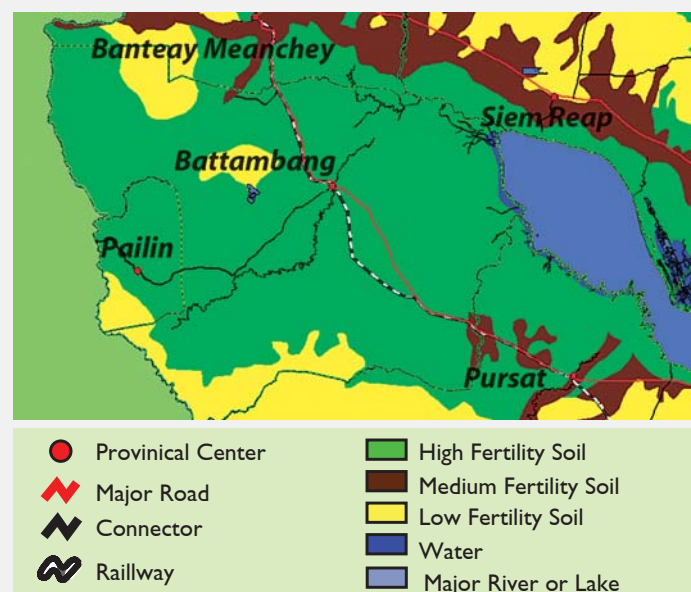 Banteay Meanchey
Siem Reap
Battambang
Pailin
Pursat
Provinical Center
Major Road
Connector
Raillway
High Fertility Soil
Medium Fertility Soil
Low Fertility Soil
Water
Major River or Lake